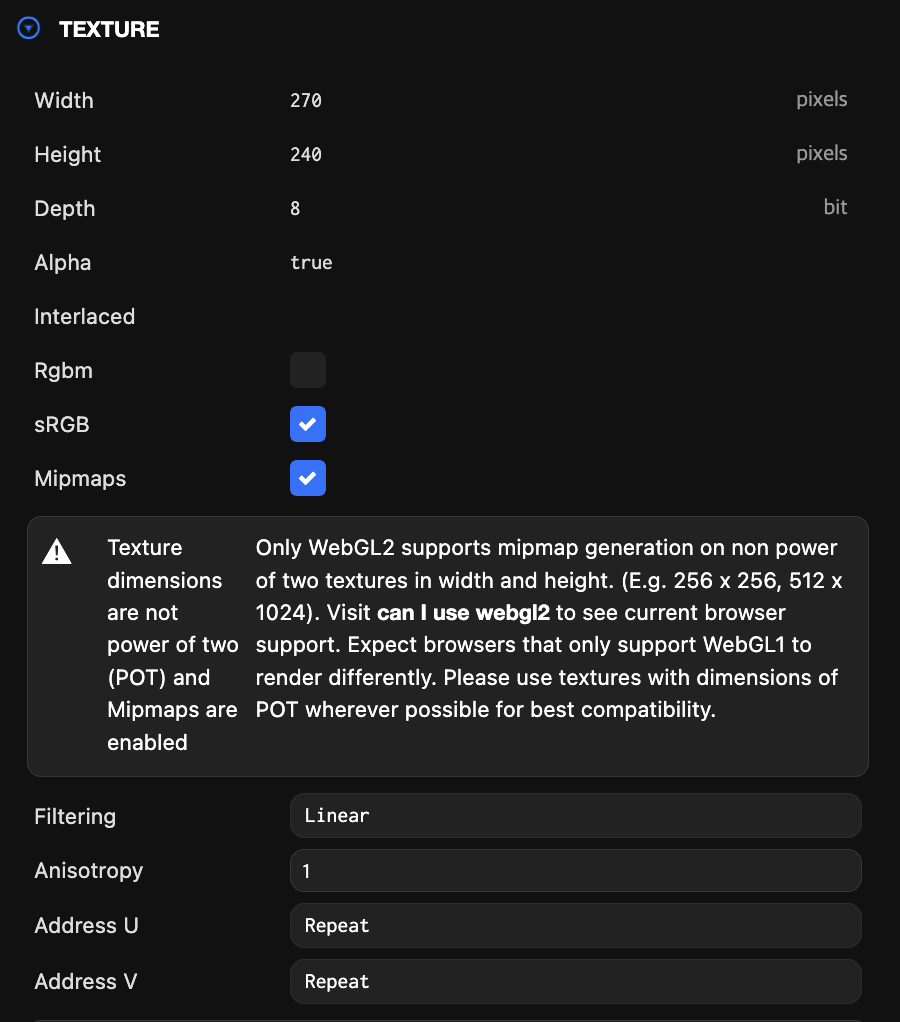 TEXTURE
Width 270 pixels
Height 240 pixels
Depth 8 bit
Alpha true
Interlaced
Rgbm
sRGB
Mipmaps
Texture
dimensions
are not
power of two
(POT) and
Mipmaps are
enabled
Only WebGL2 supports mipmap generation on non power
of two textures in width and height. (E.g. 256 x 256, 512 x
1024). Visit can I use webgl2 to see current browser
support. Expect browsers that only support WebGL1 to
render differently. Please use textures with dimensions of
POT wherever possible for best compatibility.
Filtering Linear
Anisotropy 1
Address U Repeat
Address V Repeat